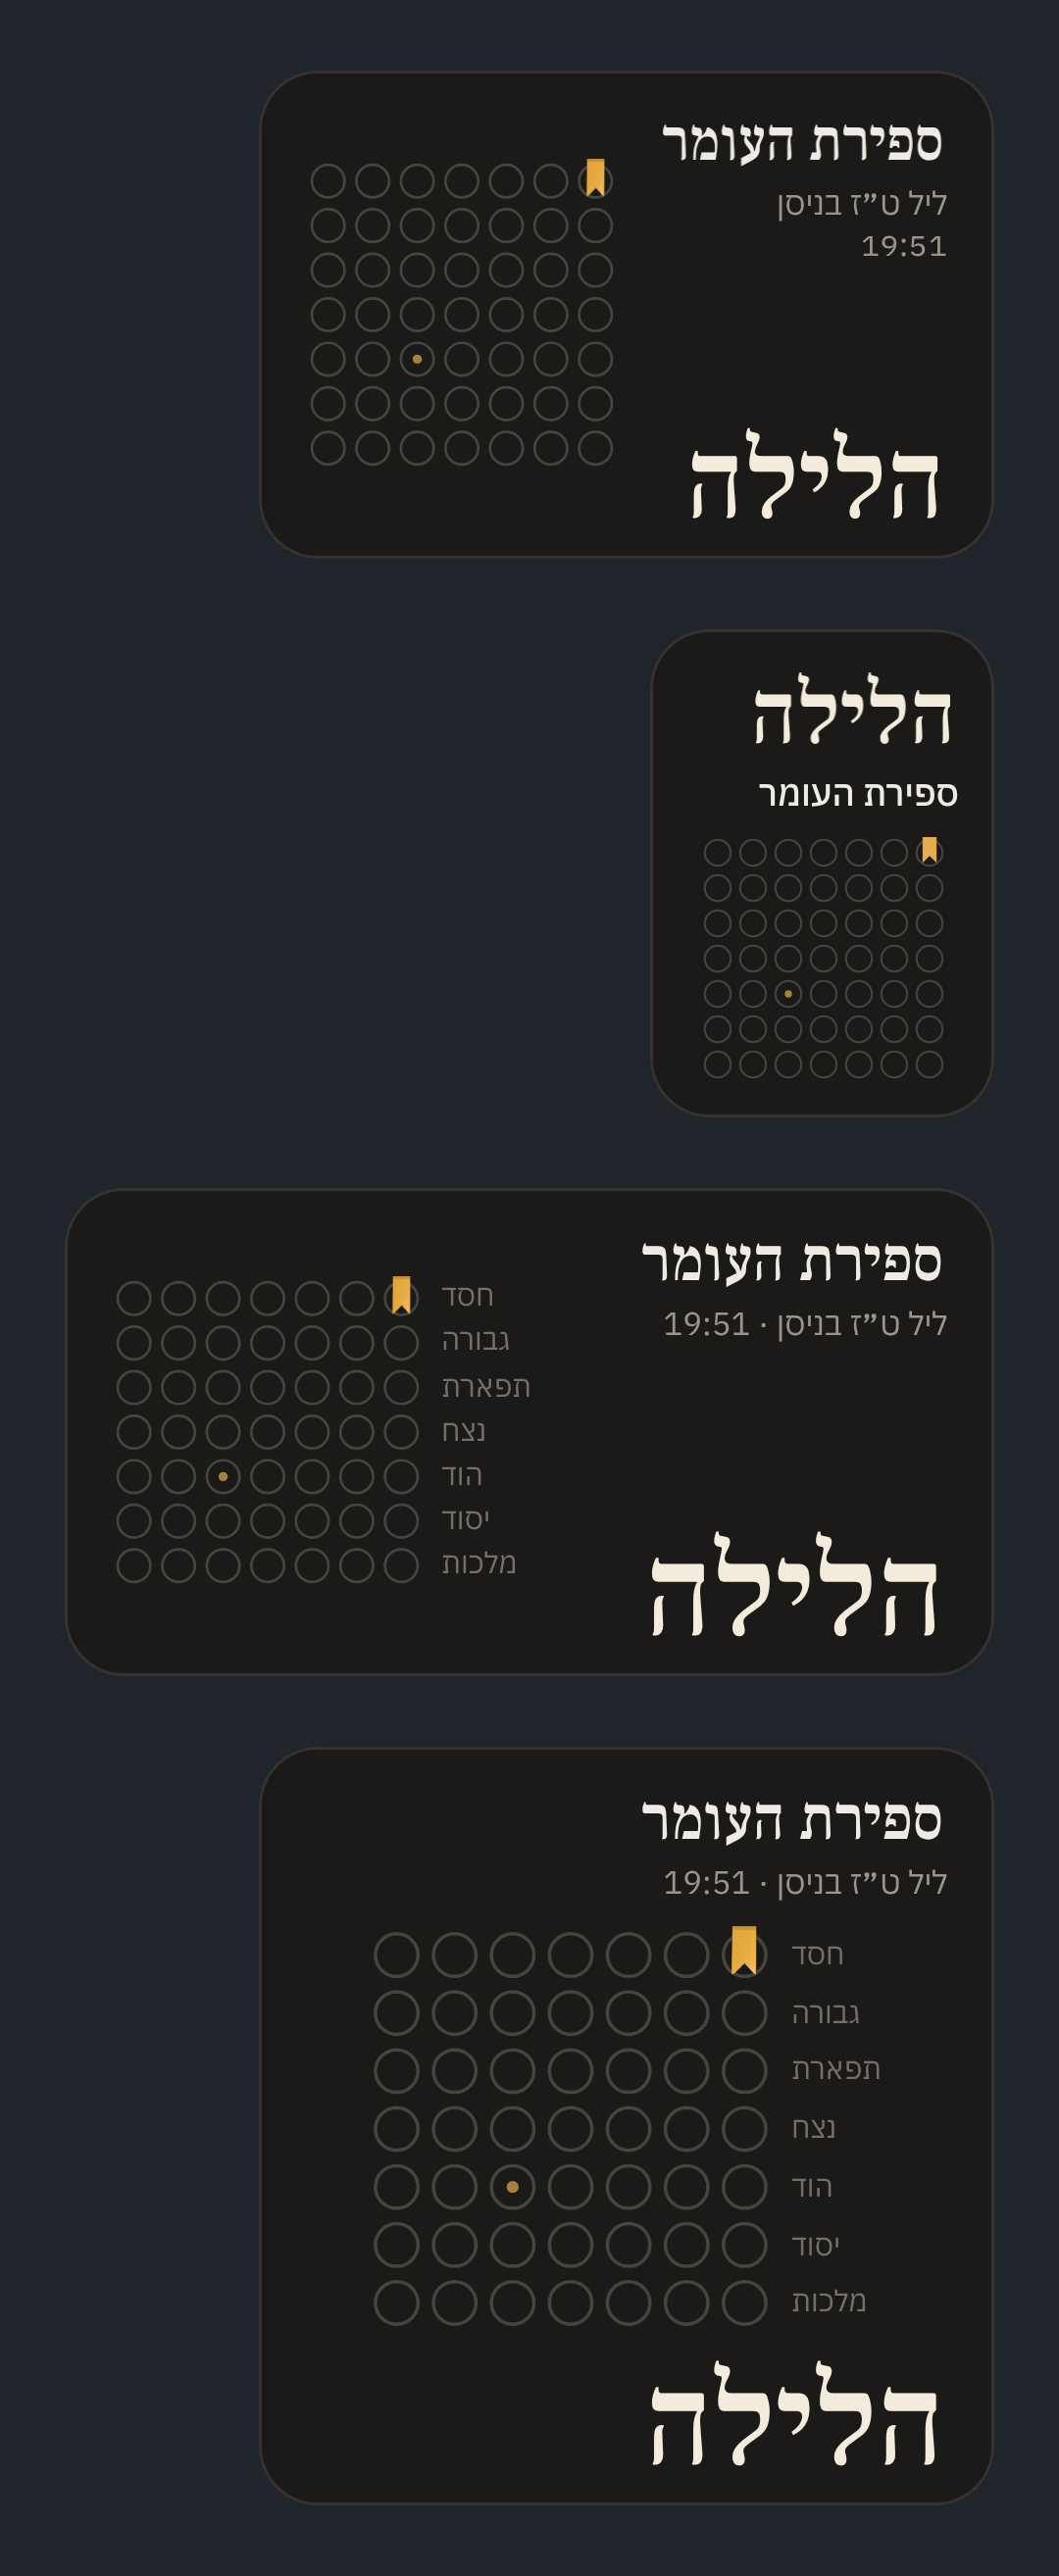 ספירת העומר
ליל ט״ז בניסן
19:51
הלילה
הלילה
ספירת העומר
ספירת העומר
ליל ט״ז בניסן · 19:51
חסד
גבורה
תפארת
נצח
הוד
יסוד
מלכות
הלילה
ספירת העומר
ליל ט״ז בניסן · 19:51
חסד
גבורה
תפארת
נצח
הוד
יסוד
מלכות
הלילה